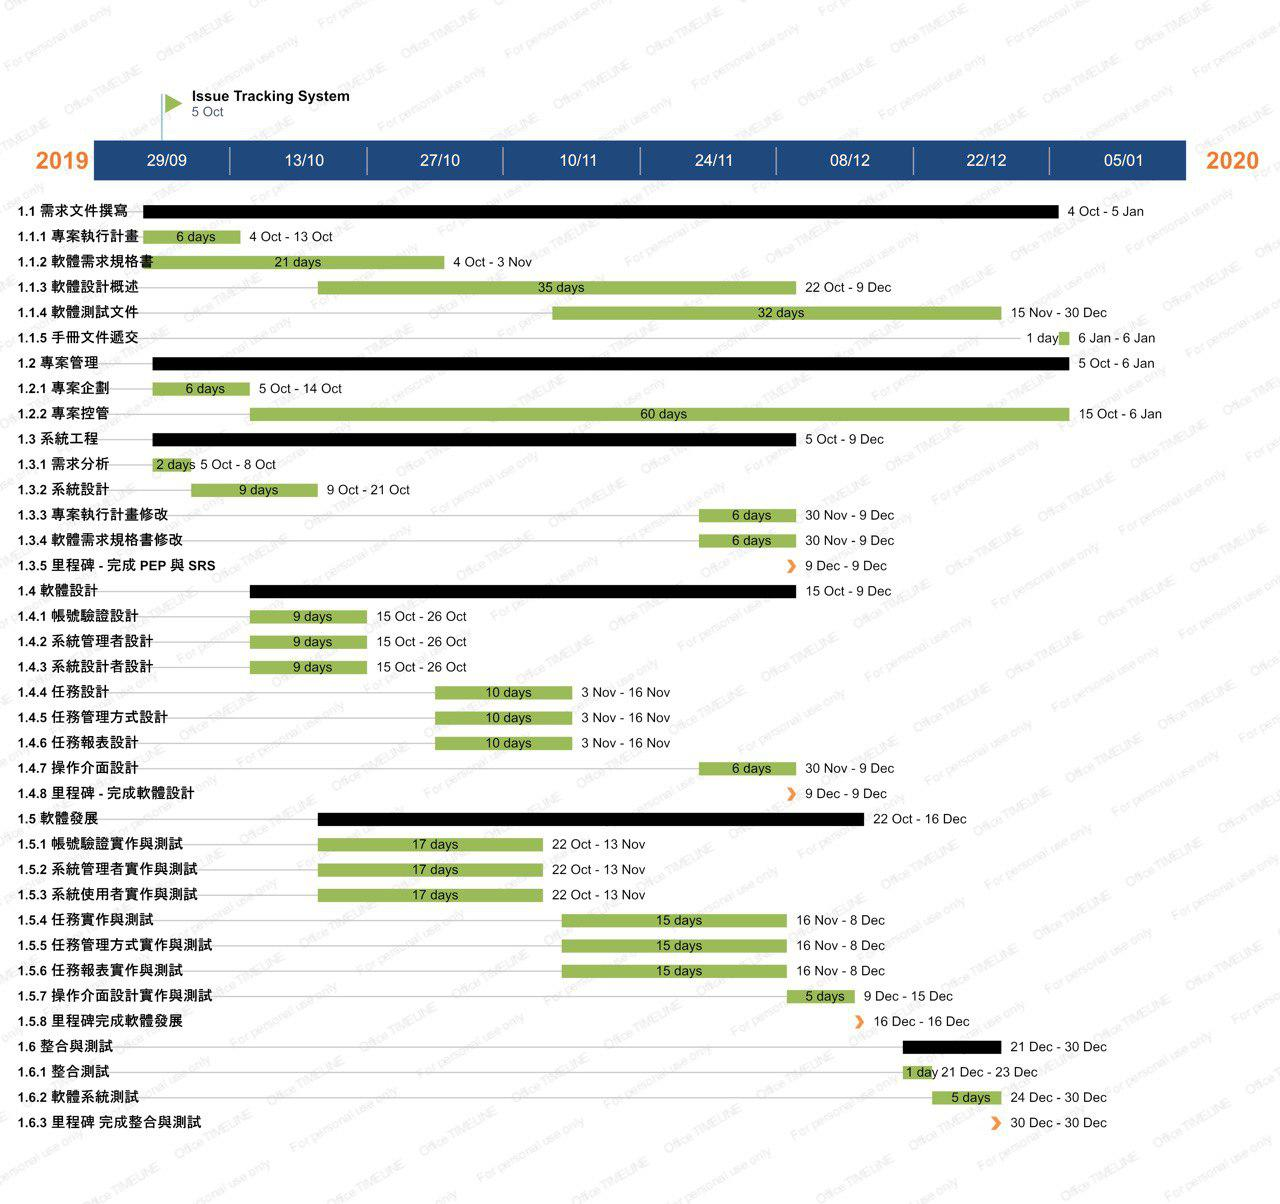 Issue Tracking System
5 Oct
2019 29/09 13/10 27/10 10/11 24/11 08/12 22/12 05/01 2020
1.1 需求文件撰寫 4 Oct - 5 Jan
1.1.1 專案執行計畫 6 days 4 Oct - 13 Oct
1.1.2 軟體需求規格書 21 days 4 Oct - 3 Nov
1.1.3 軟體設計概述 35 days 22 Oct - 9 Dec
1.1.4 軟體測試文件 32 days 15 Nov - 30 Dec
1.1.5 手冊文件遞交 1 day 6 Jan - 6 Jan
1.2 專案管理 5 Oct - 6 Jan
1.2.1 專案企劃 6 days 5 Oct - 14 Oct
1.2.2 專案控管 60 days 15 Oct - 6 Jan
1.3 系統工程 5 Oct - 9 Dec
1.3.1 需求分析 2 days 5 Oct - 8 Oct
1.3.2 系統設計 9 days 9 Oct - 21 Oct
1.3.3 專案執行計畫修改 6 days 30 Nov - 9 Dec
1.3.4 軟體需求規格書修改 6 days 30 Nov - 9 Dec
1.3.5 里程碑 - 完成 PEP 與 SRS 9 Dec - 9 Dec
1.4 軟體設計 15 Oct - 9 Dec
1.4.1 帳號驗證設計 9 days 15 Oct - 26 Oct
1.4.2 系統管理者設計 9 days 15 Oct - 26 Oct
1.4.3 系統設計者設計 9 days 15 Oct - 26 Oct
1.4.4 任務設計 10 days 3 Nov - 16 Nov
1.4.5 任務管理方式設計 10 days 3 Nov - 16 Nov
1.4.6 任務報表設計 10 days 3 Nov - 16 Nov
1.4.7 操作介面設計 6 days 30 Nov - 9 Dec
1.4.8 里程碑 - 完成軟體設計 9 Dec - 9 Dec
1.5 軟體發展 22 Oct - 16 Dec
1.5.1 帳號驗證實作與測試 17 days 22 Oct - 13 Nov
1.5.2 系統管理者實作與測試 17 days 22 Oct - 13 Nov
1.5.3 系統使用者實作與測試 17 days 22 Oct - 13 Nov
1.5.4 任務實作與測試 15 days 16 Nov - 8 Dec
1.5.5 任務管理方式實作與測試 15 days 16 Nov - 8 Dec
1.5.6 任務報表實作與測試 15 days 16 Nov - 8 Dec
1.5.7 操作介面設計實作與測試 5 days 9 Dec - 15 Dec
1.5.8 里程碑完成軟體發展 16 Dec - 16 Dec
1.6 整合與測試 21 Dec - 30 Dec
1.6.1 整合測試 1 day 21 Dec - 23 Dec
1.6.2 軟體系統測試 5 days 24 Dec - 30 Dec
1.6.3 里程碑 完成整合與測試 30 Dec - 30 Dec
For personal use only
Office TIMELINE